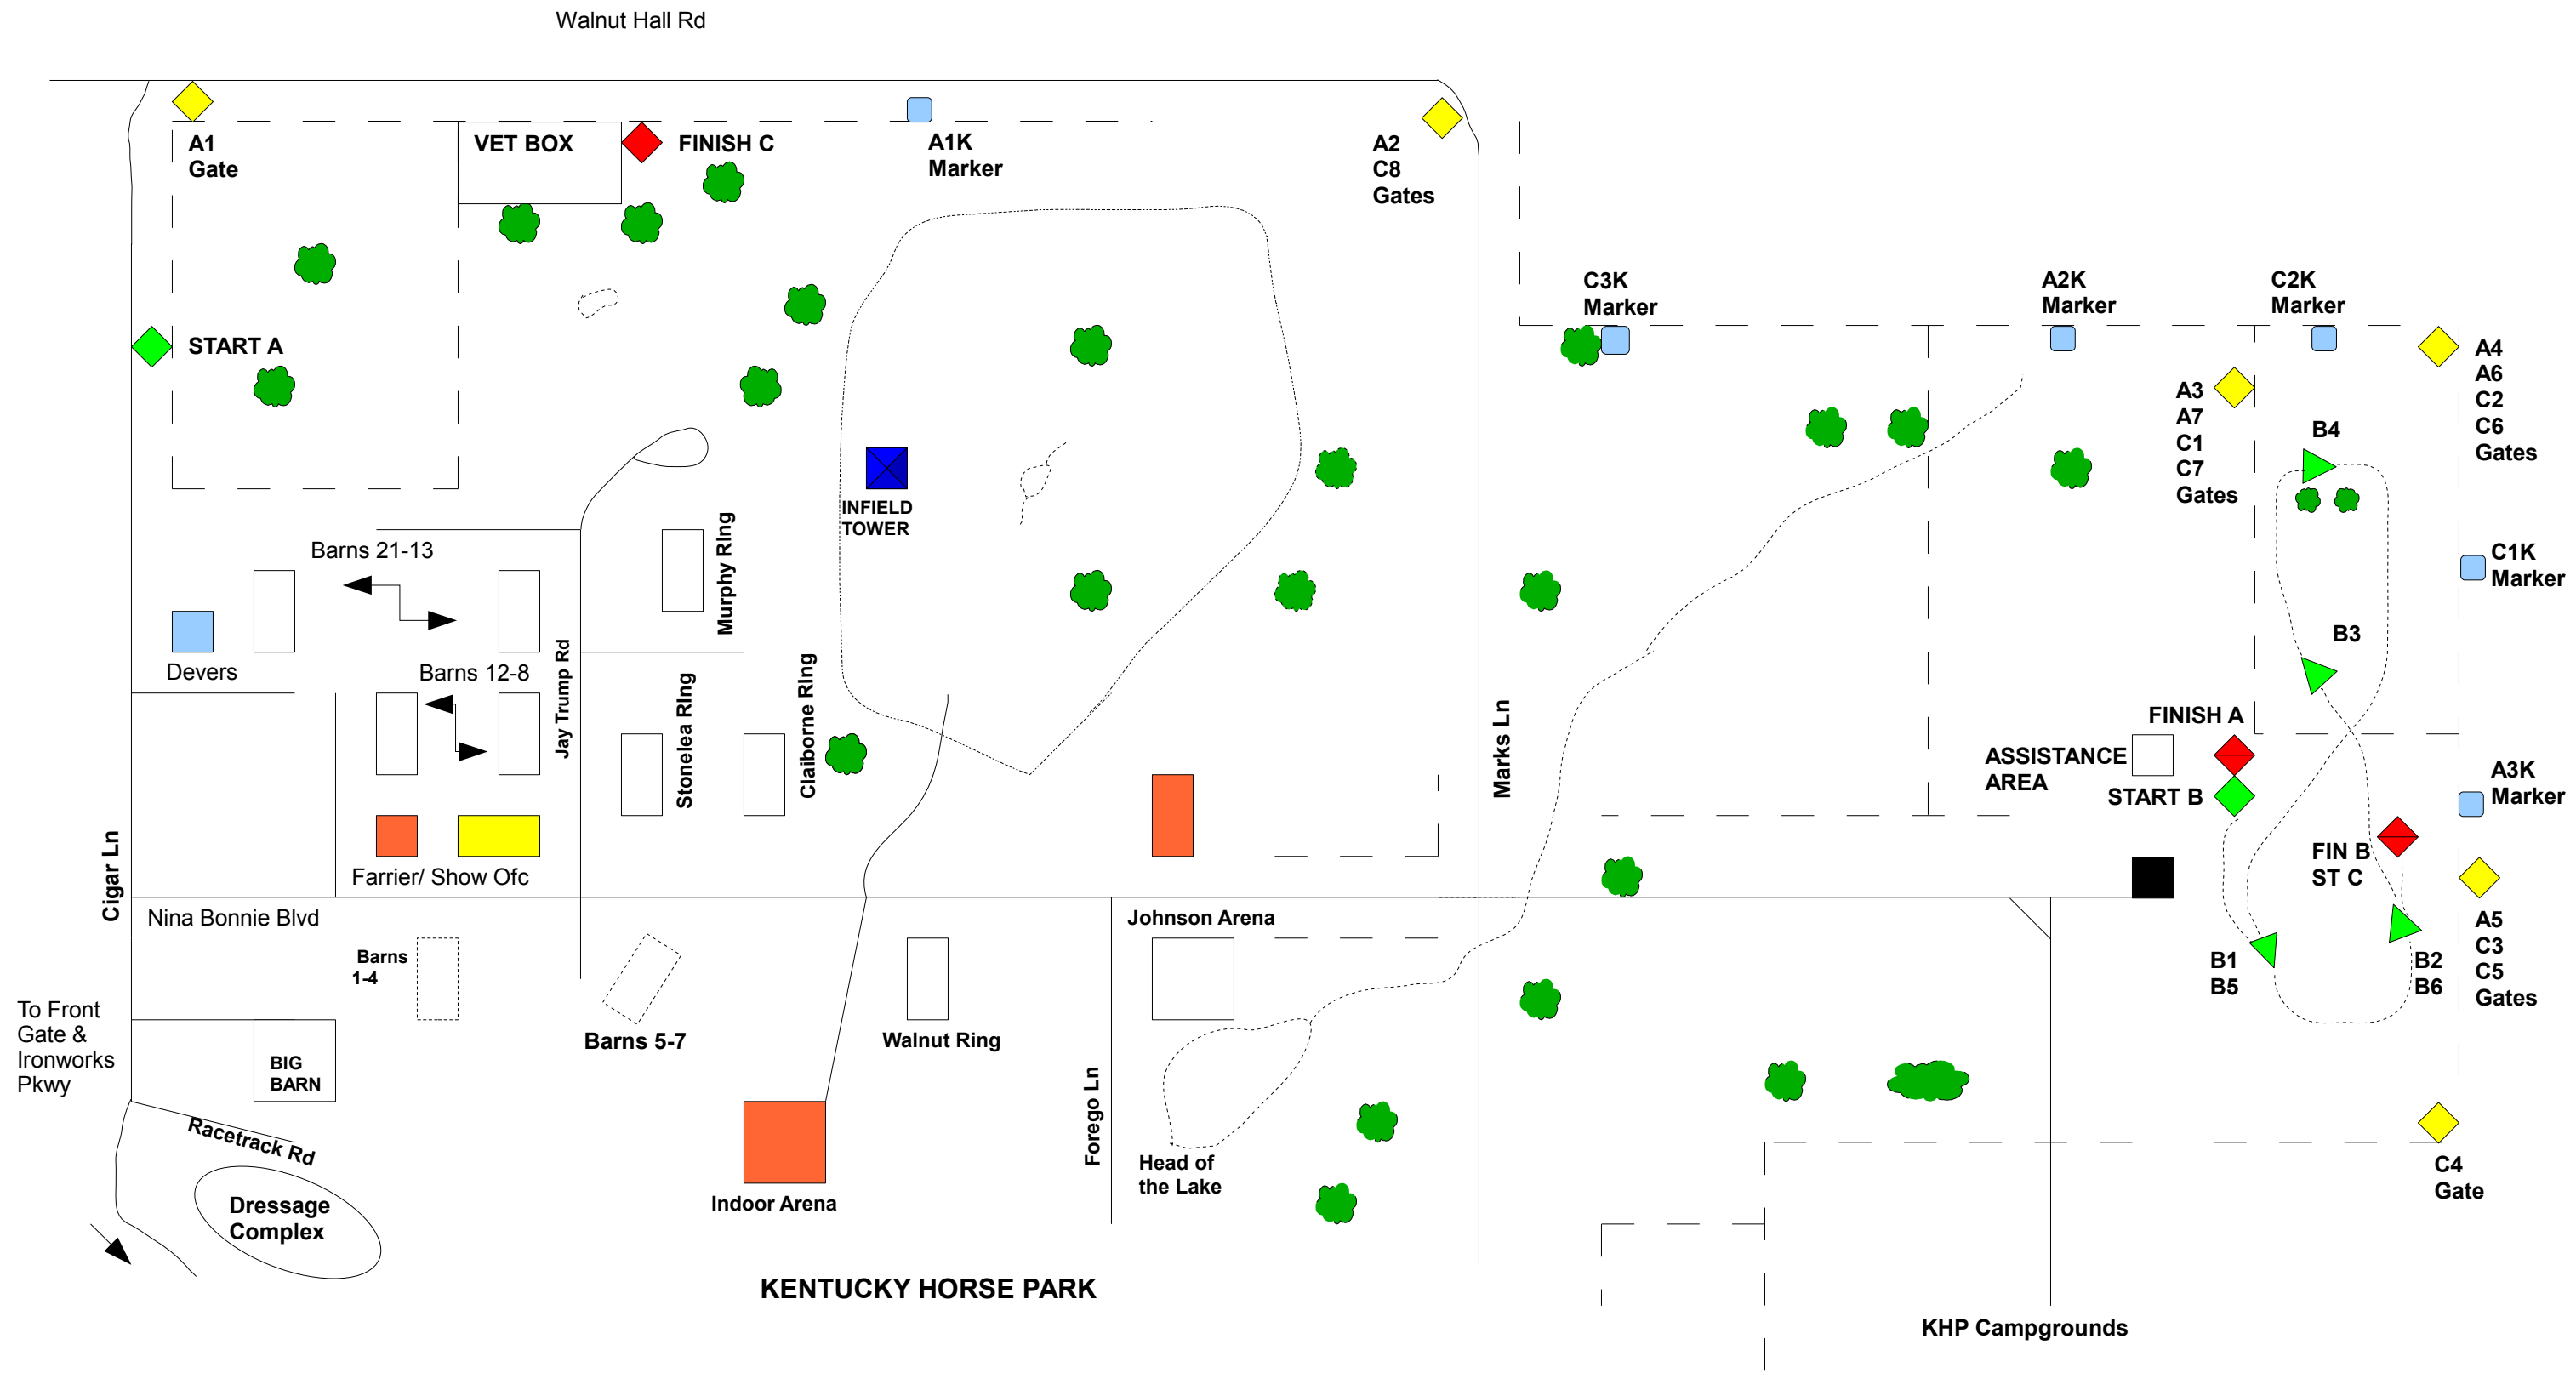 Walnut Hall Rd
A1
Gate
VET BOX
FINISH C
A1K
Marker
A2
C8
Gates
START A
C3K
Marker
A2K
Marker
C2K
Marker
A4
A6
C2
C6
Gates
A3
A7
C1
C7
Gates
B4
INFIELD
TOWER
Murphy RIng
Barns 21-13
C1K
Marker
Devers
Barns 12-8
Jay Trump Rd
Stonelea RIng
Claiborne RIng
B3
Marks Ln
FINISH A
ASSISTANCE
AREA
START B
A3K
Marker
FIN B
ST C
Cigar Ln
Farrier/ Show Ofc
Nina Bonnie Blvd
Johnson Arena
A5
C3
C5
Gates
B1
B5
B2
B6
Barns
1-4
To Front
Gate &
Ironworks
Pkwy
BIG
BARN
Barns 5-7
Walnut Ring
Forego Ln
Racetrack Rd
Head of
the Lake
C4
Gate
Dressage
Complex
Indoor Arena
KENTUCKY HORSE PARK
KHP Campgrounds